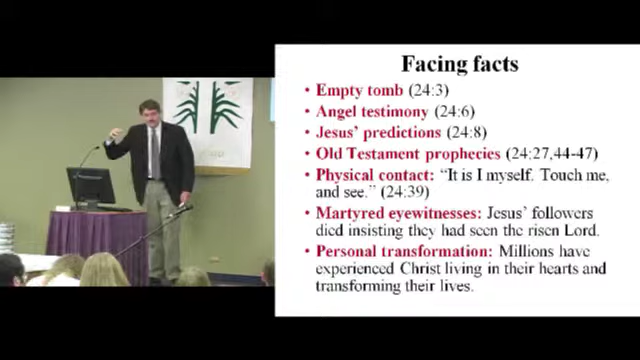 Facing facts
• Empty tomb (24:3)
• Angel testimony (24:6)
• Jesus’ predictions (24:8)
• Old Testament prophecies (24:27,44-47)
• Physical contact: “It is I myself. Touch me,
and see.” (24:39)
• Martyred eyewitnesses: Jesus’ followers
died insisting they had seen the risen Lord.
• Personal transformation: Millions have
experienced Christ living in their hearts and
transforming their lives.